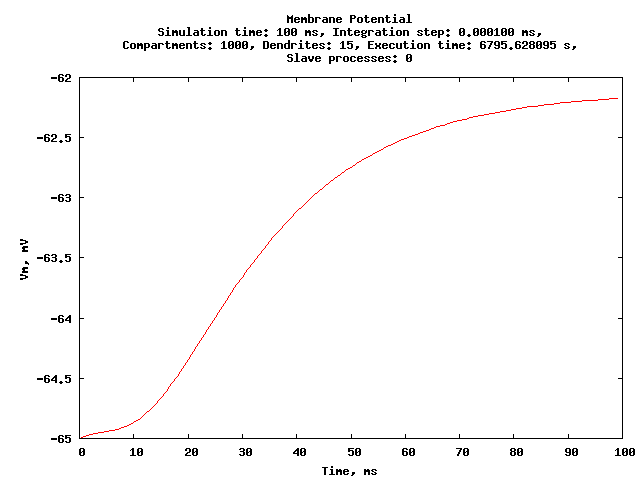 Membrane Potential
Simulation time: 100 ms, Integration step: 0.000100 ms,
Compartments: 1000, Dendrites: 15, Execution time: 6795.628095 s,
Slave processes: 0
-62
-62.5
-63
-63.5
-64
-64.5
-65
Vm, mV
0 10 20 30 40 50 60 70 80 90 100
Time, ms